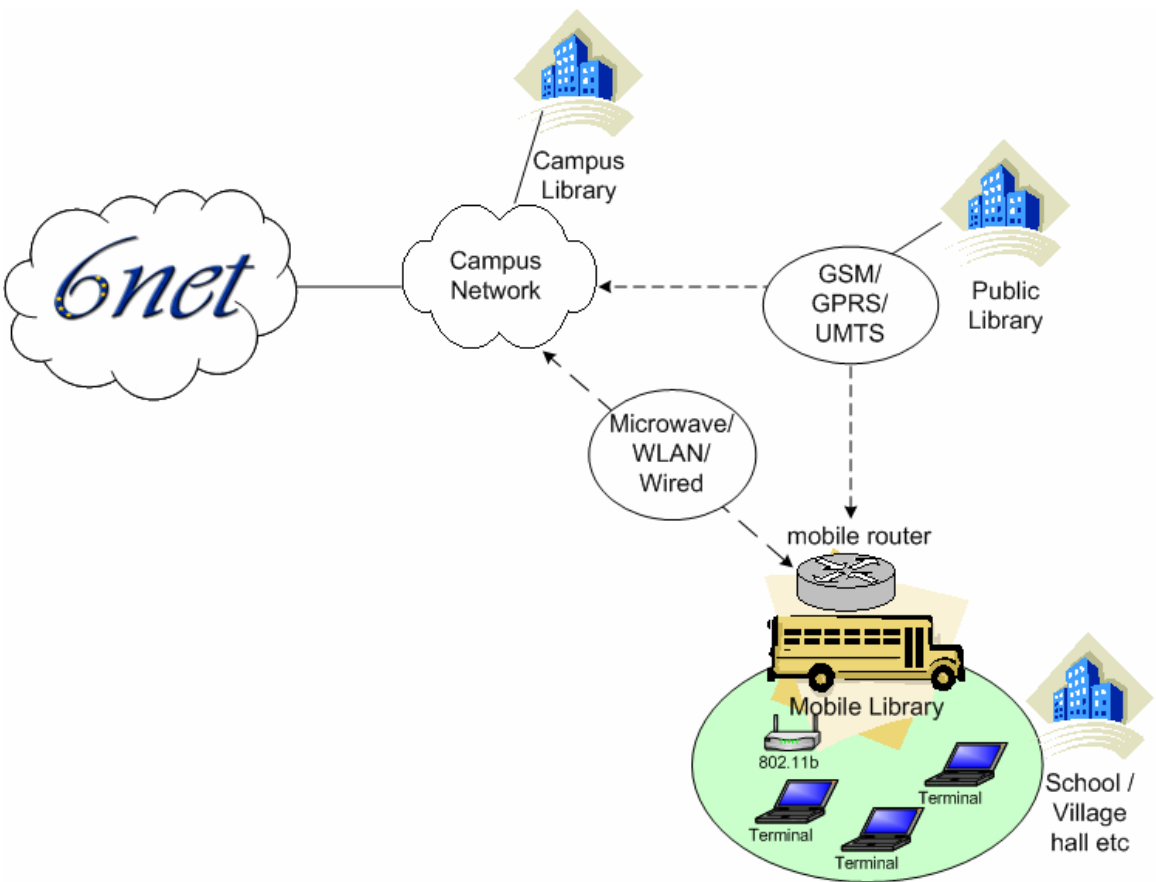 Campus
Library
6net
Campus
Network
GSM/
GPRS/
UMTS
Public
Library
Microwave/
WLAN/
Wired
mobile router
Mobile Library
802.11b
Terminal
Terminal
Terminal
School /
Village
hall etc